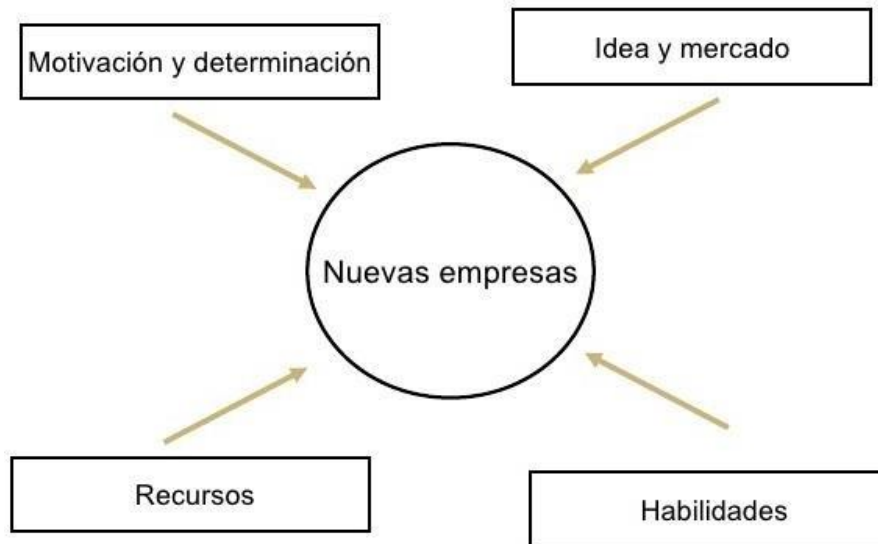 Motivación y determinación
Idea y mercado
Nuevas empresas
Recursos
Habilidades